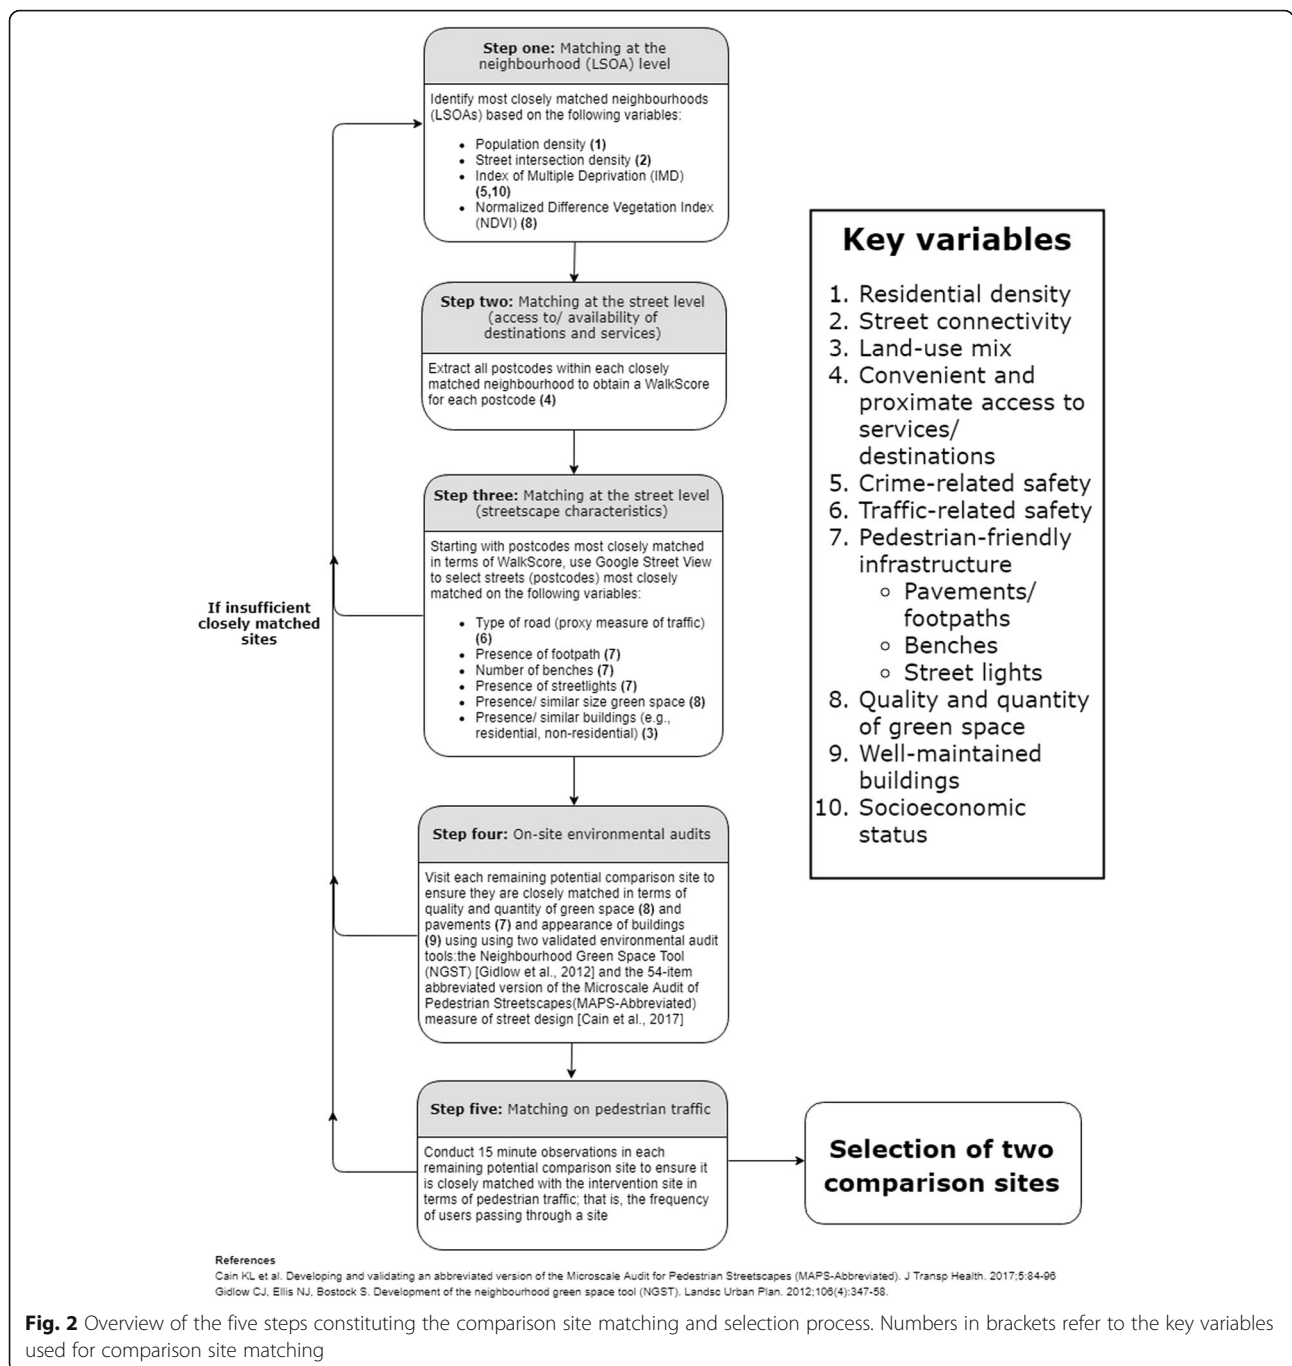 Step one: Matching at the
neighbourhood (LSOA) level
Identify most closely matched neighbourhoods
(LSOAs) based on the following variables:
• Population density (1)
• Street intersection density (2)
• Index of Multiple Deprivation (IMD)
(5,10)
• Normalized Difference Vegetation Index
(NDVI) (8)
Step two: Matching at the street level
(access to/ availability of
destinations and services)
Extract all postcodes within each closely
matched neighbourhood to obtain a WalkScore
for each postcode (4)
Step three: Matching at the street level
(streetscape characteristics)
Starting with postcodes most closely matched
in terms of WalkScore, use Google Street View
to select streets (postcodes) most closely
matched on the following variables:
• Type of road (proxy measure of traffic)
(6)
• Presence of footpath (7)
• Number of benches (7)
• Presence of streetlights (7)
• Presence/ similar size green space (8)
• Presence/ similar buildings (e.g.,
residential, non-residential) (3)
If insufficient
closely matched
sites
Step four: On-site environmental audits
Visit each remaining potential comparison site to
ensure they are closely matched in terms of
quality and quantity of green space (8) and
pavements (7) and appearance of buildings
(9) using using two validated environmental audit
tools:the Neighbourhood Green Space Tool
(NGST) [Gidlow et al., 2012] and the 54-item
abbreviated version of the Microscale Audit of
Pedestrian Streetscapes(MAPS-Abbreviated)
measure of street design [Cain et al., 2017]
Step five: Matching on pedestrian traffic
Conduct 15 minute observations in each
remaining potential comparison site to ensure it
is closely matched with the intervention site in
terms of pedestrian traffic; that is, the frequency
of users passing through a site
Selection of two
comparison sites
Key variables
1. Residential density
2. Street connectivity
3. Land-use mix
4. Convenient and
proximate access to
services/
destinations
5. Crime-related safety
6. Traffic-related safety
7. Pedestrian-friendly
infrastructure
○ Pavements/
footpaths
○ Benches
○ Street lights
8. Quality and quantity
of green space
9. Well-maintained
buildings
10. Socioeconomic
status
References
Cain KL et al. Developing and validating an abbreviated version of the Microscale Audit for Pedestrian Streetscapes (MAPS-Abbreviated). J Transp Health. 2017;5:84-96
Gidlow CJ, Ellis NJ, Bostock S. Development of the neighbourhood green space tool (NGST). Landsc Urban Plan. 2012;106(4):347-58.
Fig. 2 Overview of the five steps constituting the comparison site matching and selection process. Numbers in brackets refer to the key variables
used for comparison site matching